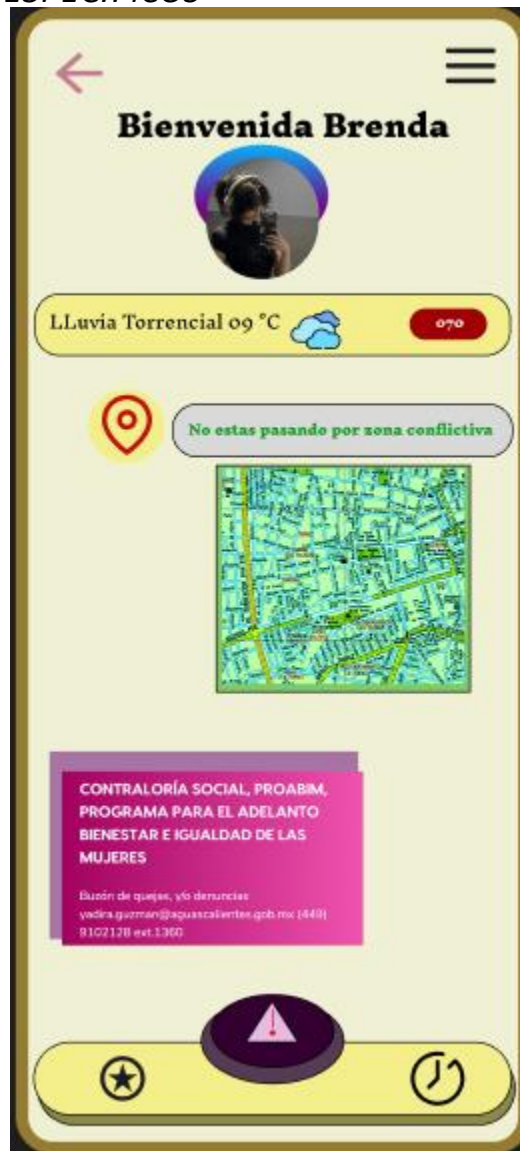 Bienvenida Brenda
LLuvia Torrencial 09 °C
070
No estas pasando por zona conflictiva
CONTRALORÍA SOCIAL, PROABIM,
PROGRAMA PARA EL ADELANTO
BIENESTAR E IGUALDAD DE LAS
MUJERES
Buzón de quejas, y/o denuncias
yadira.guzman@aguascalientes.gob.mx (449)
9102128 ext.1360